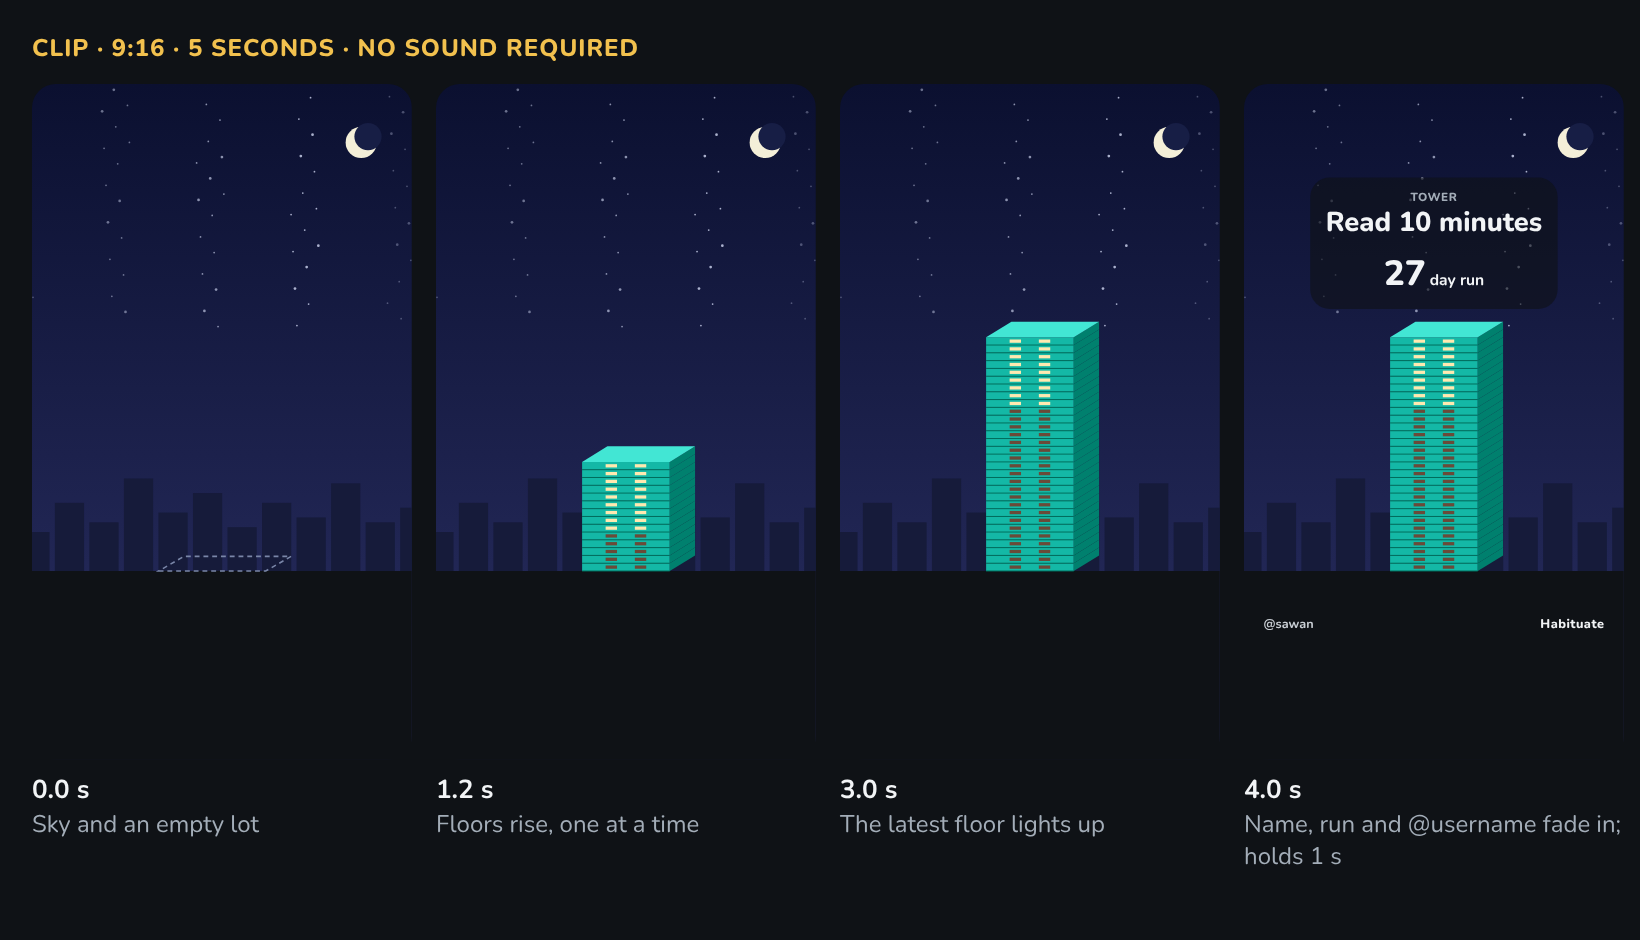 CLIP · 9:16 · 5 SECONDS · NO SOUND REQUIRED
TOWER
Read 10 minutes
27 day run
@sawan
Habituate
0.0 s
Sky and an empty lot
1.2 s
Floors rise, one at a time
3.0 s
The latest floor lights up
4.0 s
Name, run and @username fade in;
holds 1 s